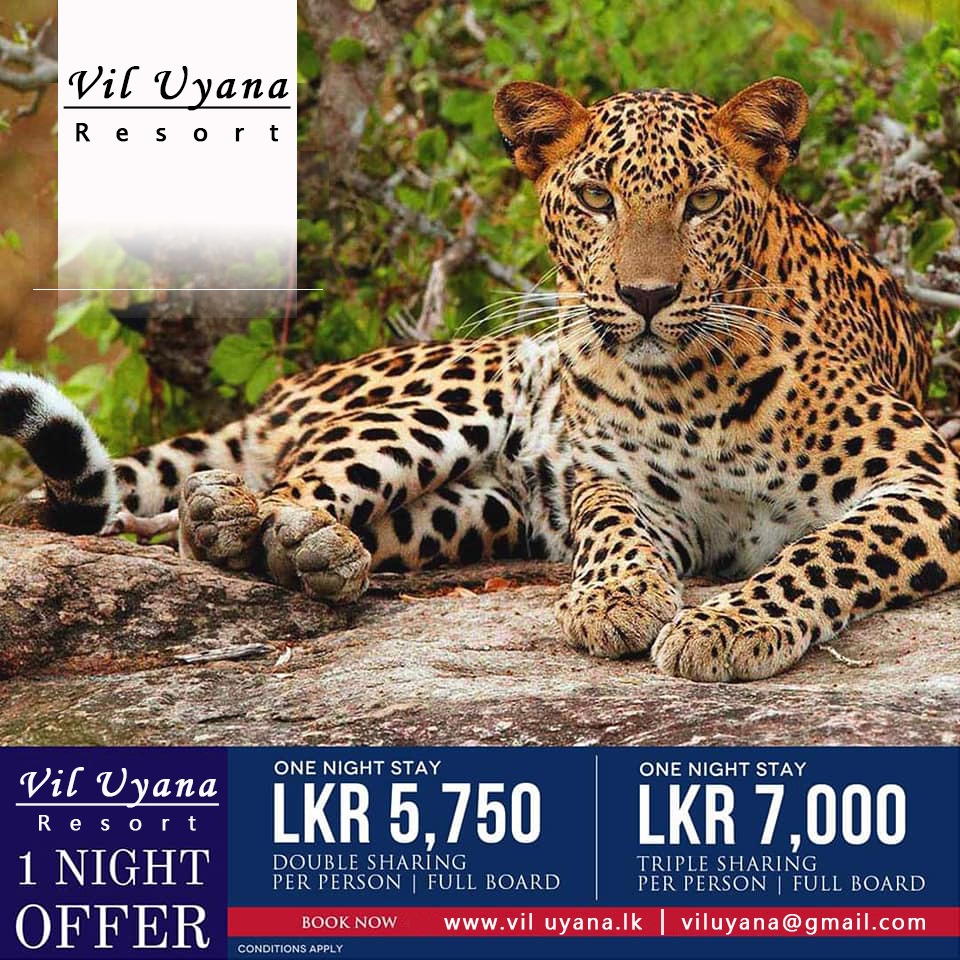 Vil Uyana
Resort
Vil Uyana
Resort
1 NIGHT
OFFER
ONE NIGHT STAY
LKR 5,750
DOUBLE SHARING
PER PERSON | FULL BOARD
ONE NIGHT STAY
LKR 7,000
TRIPLE SHARING
PER PERSON | FULL BOARD
BOOK NOW www.vil uyana.lk | viluyana@gmail.com
CONDITIONS APPLY